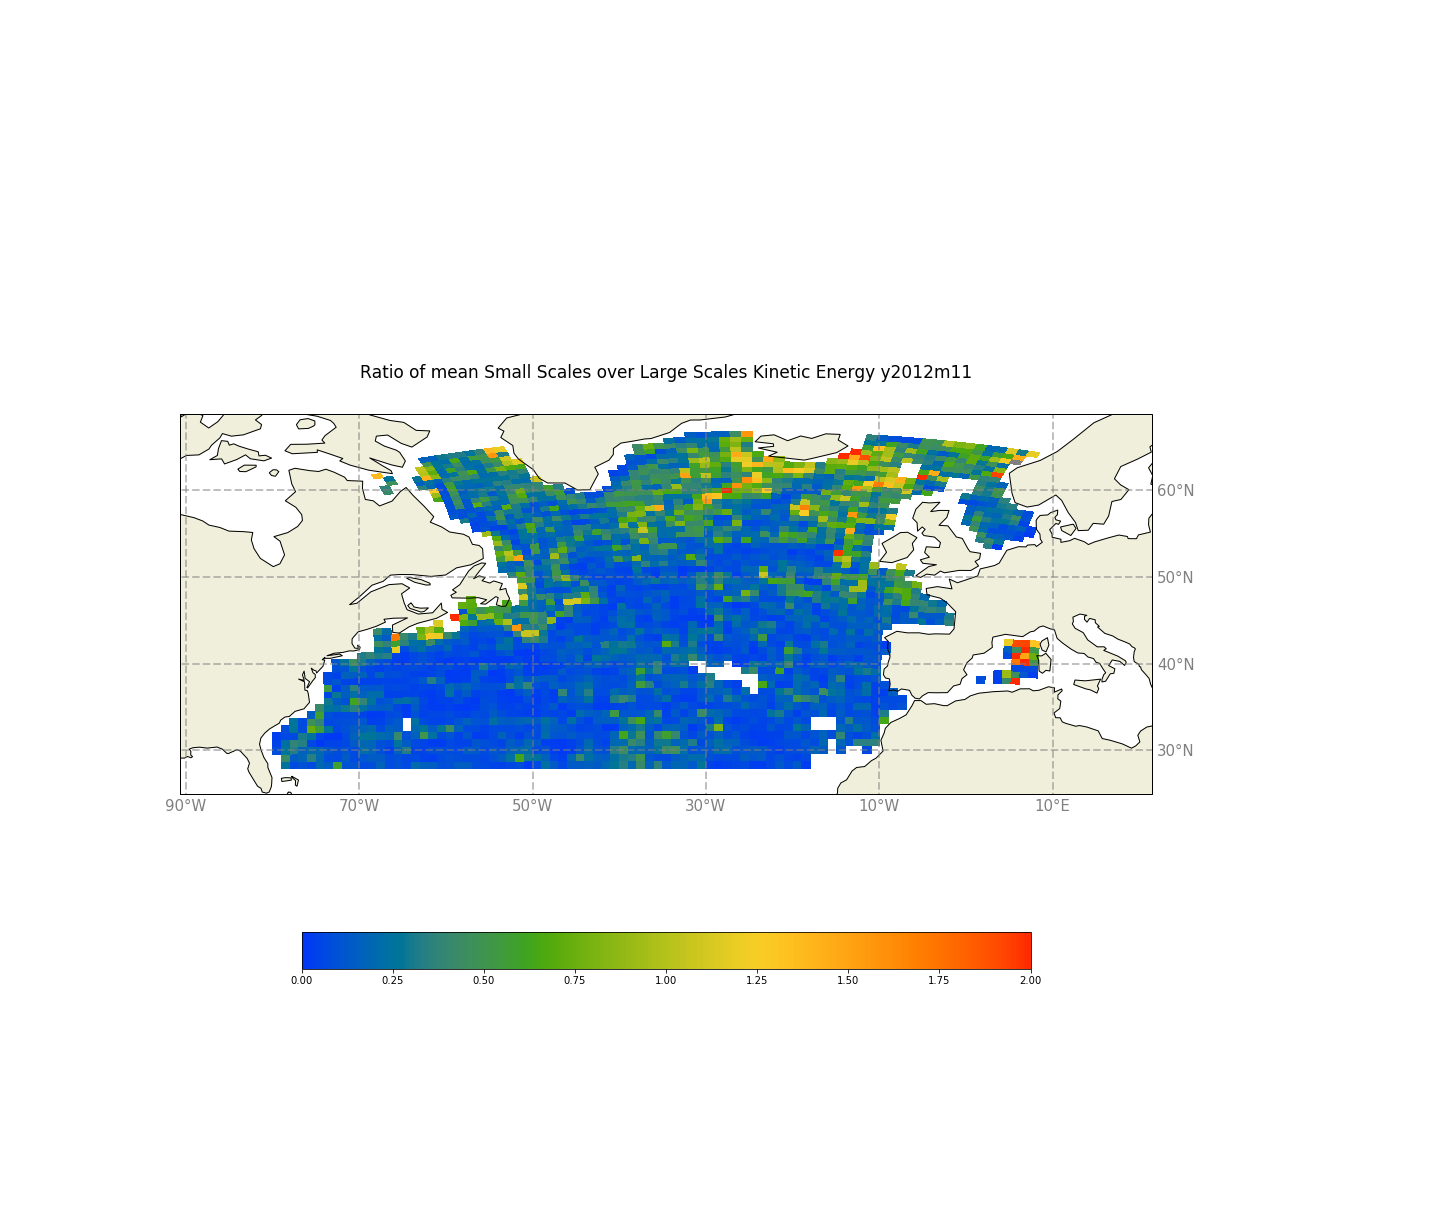 Ratio of mean Small Scales over Large Scales Kinetic Energy y2012m11
60°N
50°N
40°N
30°N
90°W 70°W 50°W 30°W 10°W 10°E
0.00 0.25 0.50 0.75 1.00 1.25 1.50 1.75 2.00